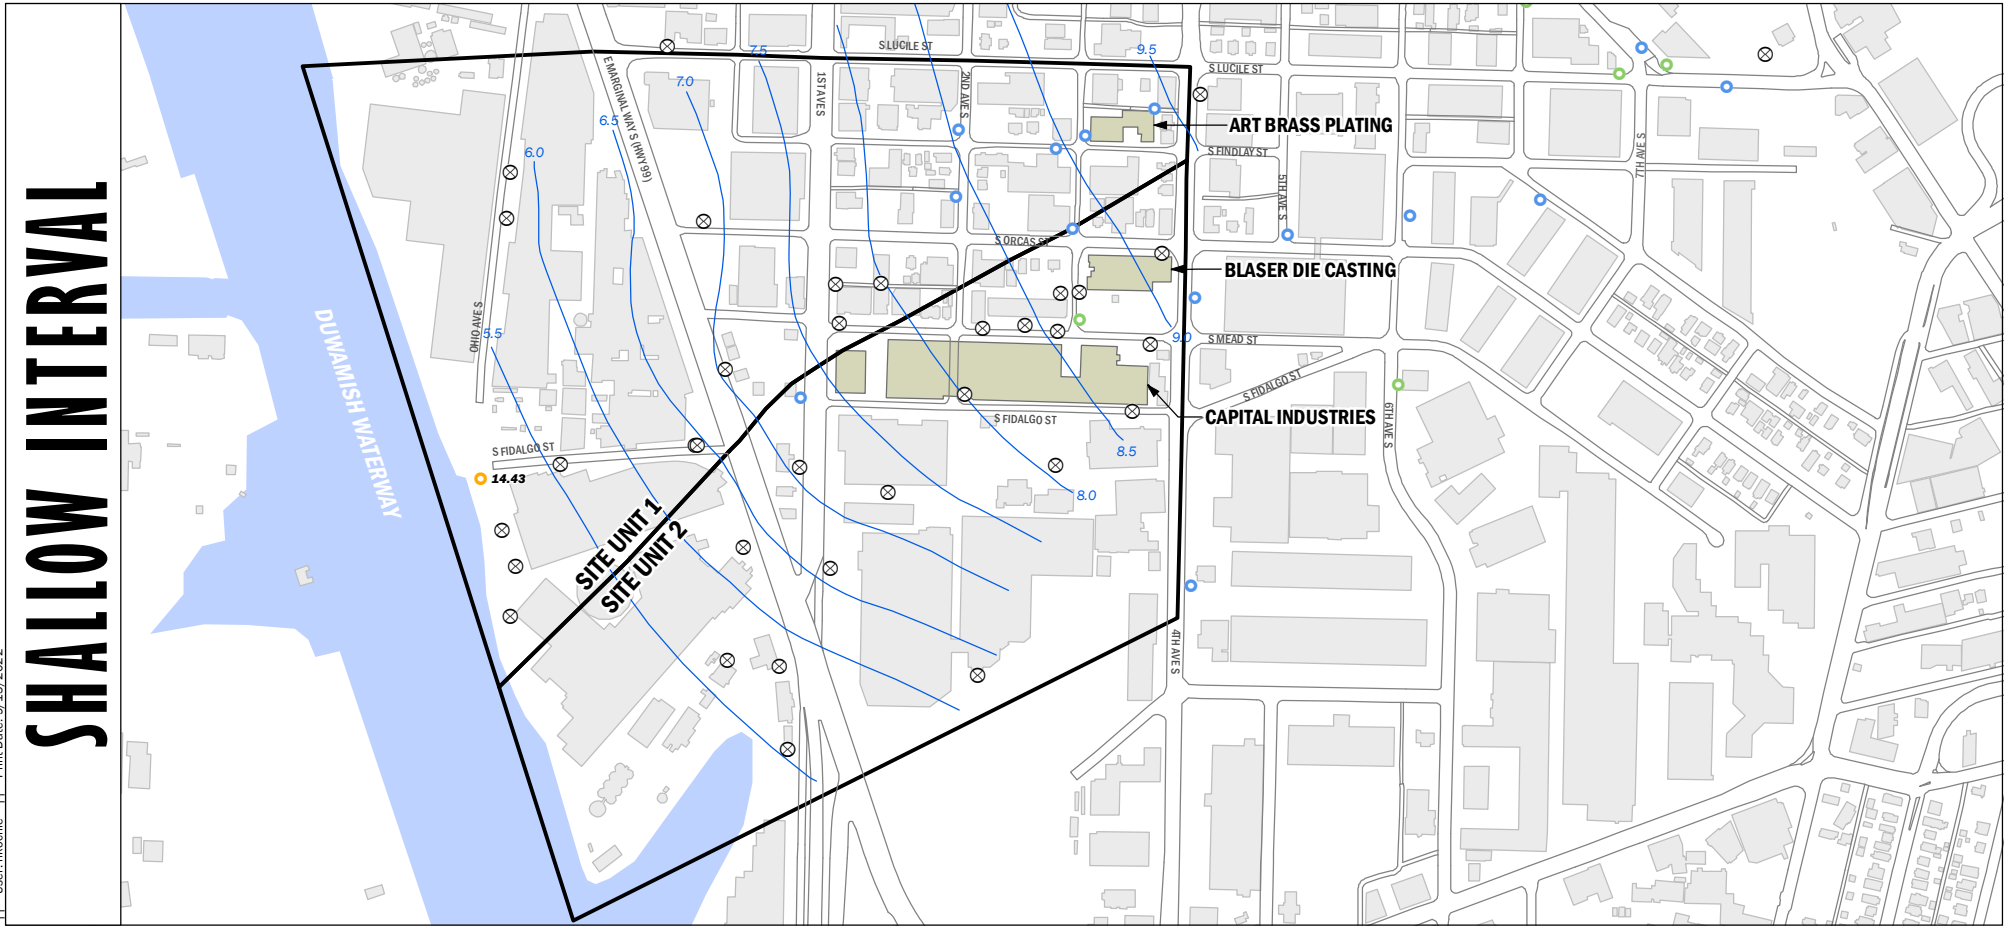 SHALLOW INTERVAL
S LUCILE ST
S LUCILE ST
E MARGINAL WAY S (HWY 99)
1ST AVE S
2ND AVE S
7.5
9.5
7.0
6.5
6.0
ART BRASS PLATING
S FINDLAY ST
7TH AVE S
5TH AVE S
S ORCAS ST
BLASER DIE CASTING
OHIO AVE S
5.5
DUWAMISH WATERWAY
9.0
S MEAD ST
S FIDALGO ST
CAPITAL INDUSTRIES
6TH AVE S
S FIDALGO ST
S FIDALGO ST
8.5
14.43
8.0
SITE UNIT 1
SITE UNIT 2
4TH AVE S